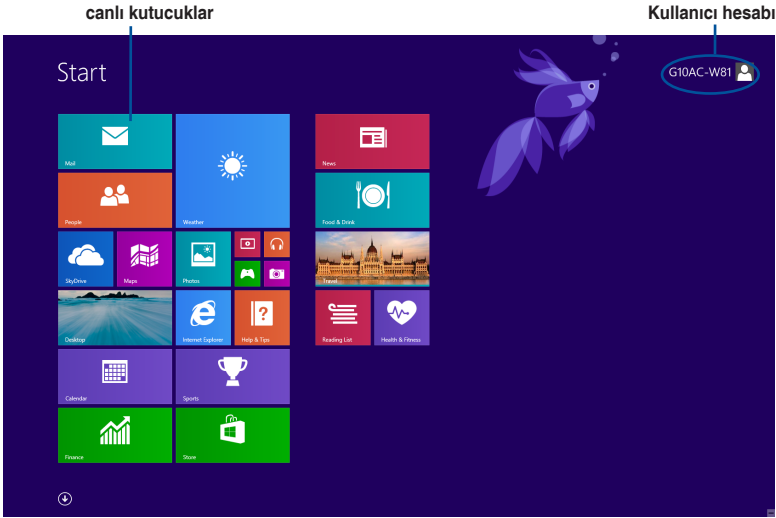 canlı kutucuklar
Kullanıcı hesabı
Start
G10AC-W81
Mail
Weather
News
People
Food & Drink
SkyDrive
Maps
Photos
Travel
Desktop
Internet Explorer
Help & Tips
Reading List
Health & Fitness
Calendar
Sports
Finance
Store